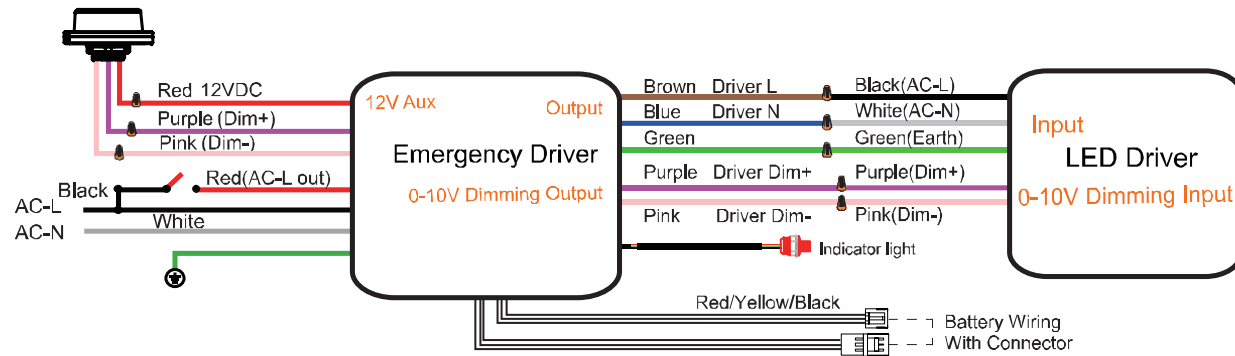 Red 12VDC
Purple (Dim+)
Pink (Dim-)
Black
Red(AC-L out)
AC-L
White
AC-N
12V Aux
Output
Emergency Driver
0-10V Dimming Output
Brown Driver L
Blue Driver N
Green
Purple Driver Dim+
Pink Driver Dim-
Black(AC-L)
White(AC-N)
Green(Earth)
Purple(Dim+)
Pink(Dim-)
Indicator light
Input
LED Driver
0-10V Dimming Input
Red/Yellow/Black
Battery Wiring
With Connector